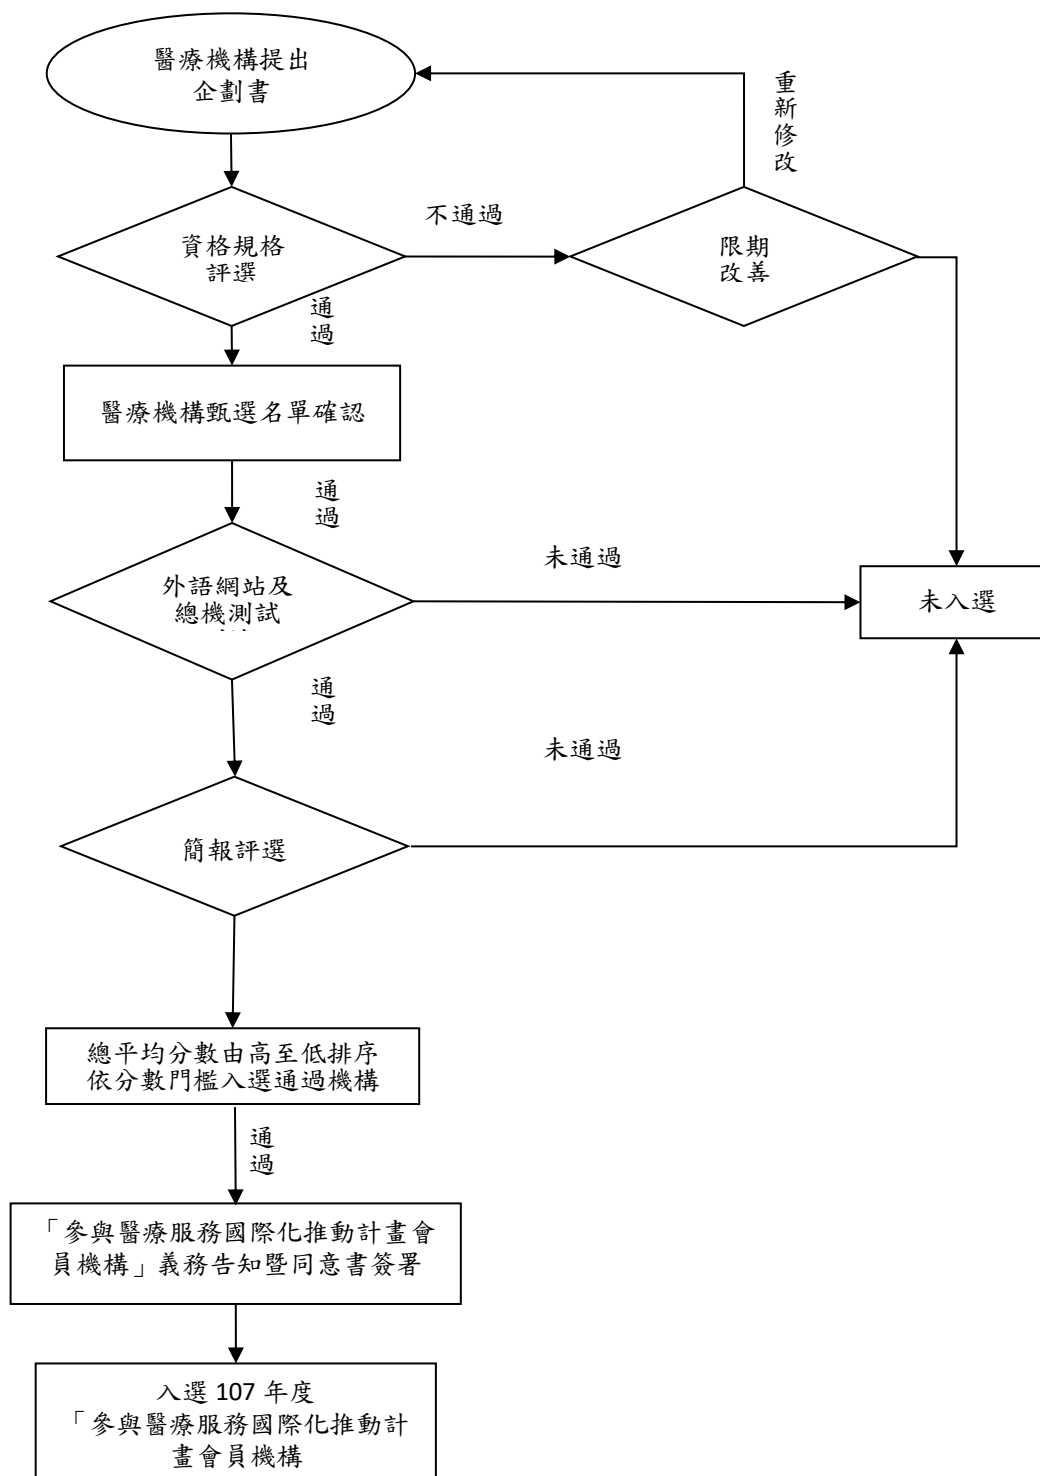 醫療機構提出
企劃書
重新修改
資格規格
評選
不通過
限期
改善
通過
醫療機構甄選名單確認
通過
外語網站及
總機測試
未通過
未入選
通過
未通過
簡報評選
總平均分數由高至低排序
依分數門檻入選通過機構
通過
「參與醫療服務國際化推動計畫會
員機構」義務告知暨同意書簽署
入選 107 年度
「參與醫療服務國際化推動計
畫會員機構